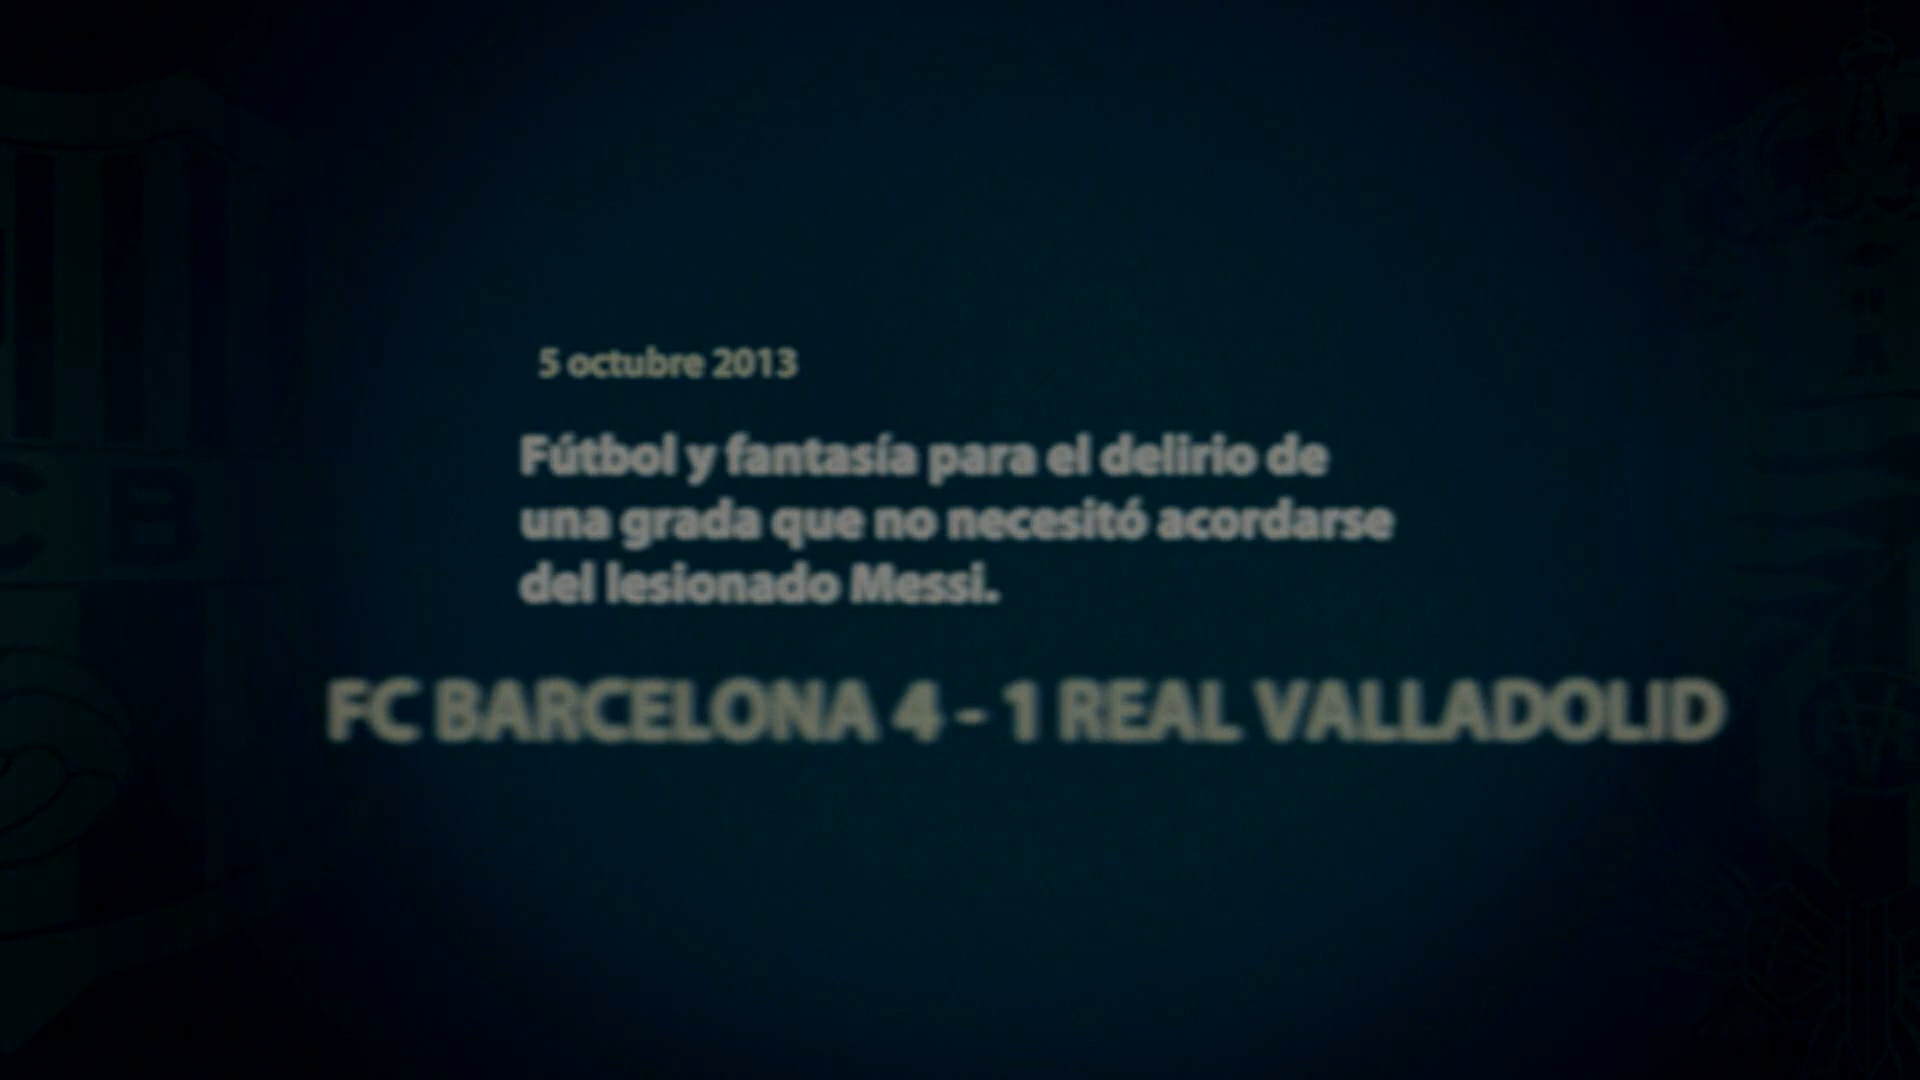 5 octubre 2013
Fútbol y fantasía para el delirio de
una grada que no necesitó acordarse
del lesionado Messi.
FC BARCELONA 4 - 1 REAL VALLADOLID
C B